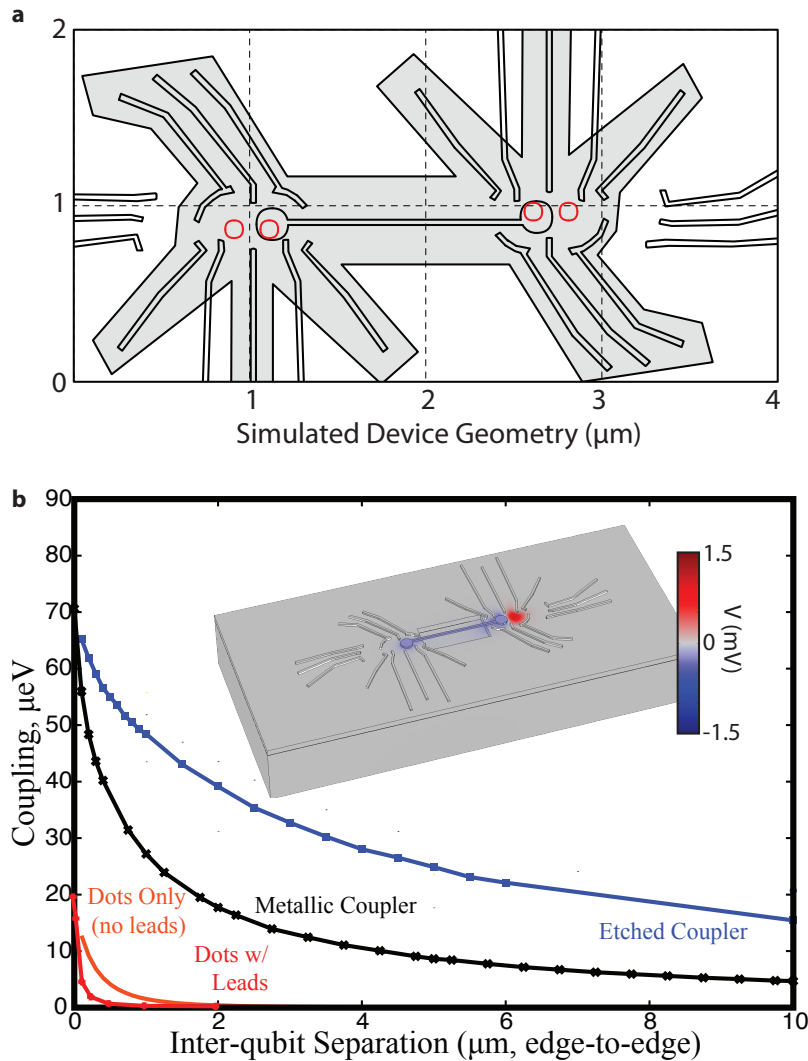 a
2
1
0
1
2
3
4
Simulated Device Geometry (μm)
b
90
80
70
60
50
40
30
20
10
0
Coupling, μeV
1.5
0
-1.5
V (mV)
Dots Only
(no leads)
Metallic Coupler
Etched Coupler
Dots w/
Leads
0
2
4
6
8
10
Inter-qubit Separation (μm, edge-to-edge)